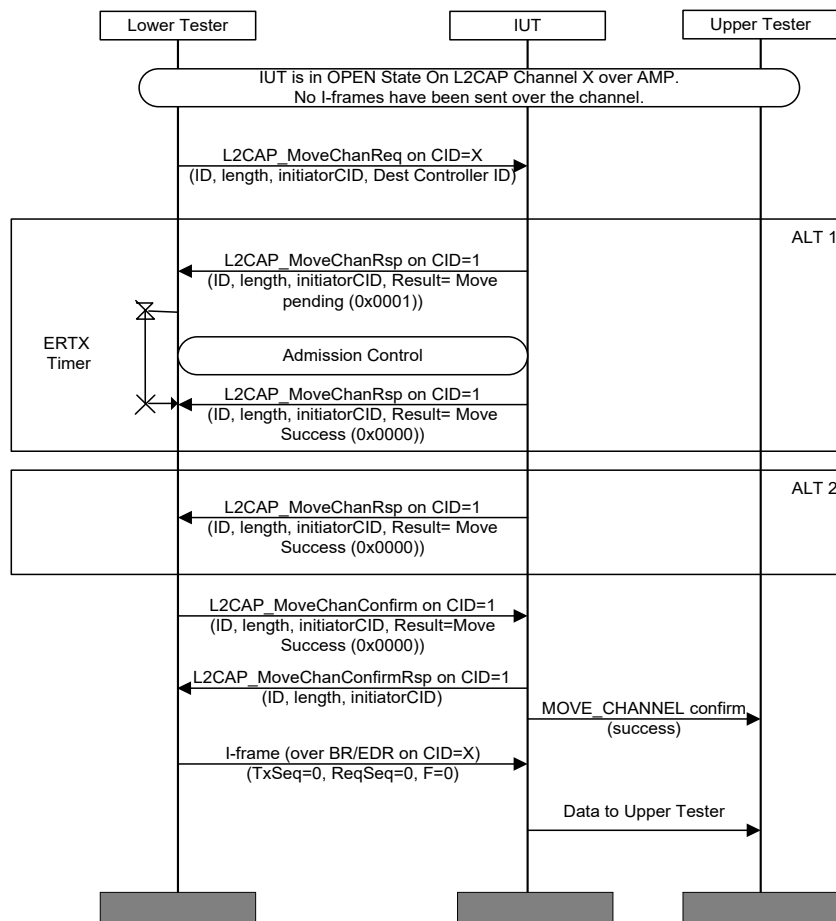 Lower Tester
IUT
Upper Tester
IUT is in OPEN State On L2CAP Channel X over AMP.
No I-frames have been sent over the channel.
L2CAP_MoveChanReq on CID=X
(ID, length, initiatorCID, Dest Controller ID)
ALT 1
L2CAP_MoveChanRsp on CID=1
(ID, length, initiatorCID, Result= Move
pending (0x0001))
ERTX
Timer
Admission Control
L2CAP_MoveChanRsp on CID=1
(ID, length, initiatorCID, Result= Move
Success (0x0000))
ALT 2
L2CAP_MoveChanRsp on CID=1
(ID, length, initiatorCID, Result= Move
Success (0x0000))
L2CAP_MoveChanConfirm on CID=1
(ID, length, initiatorCID, Result=Move
Success (0x0000))
L2CAP_MoveChanConfirmRsp on CID=1
(ID, length, initiatorCID)
MOVE_CHANNEL confirm
(success)
I-frame (over BR/EDR on CID=X)
(TxSeq=0, ReqSeq=0, F=0)
Data to Upper Tester